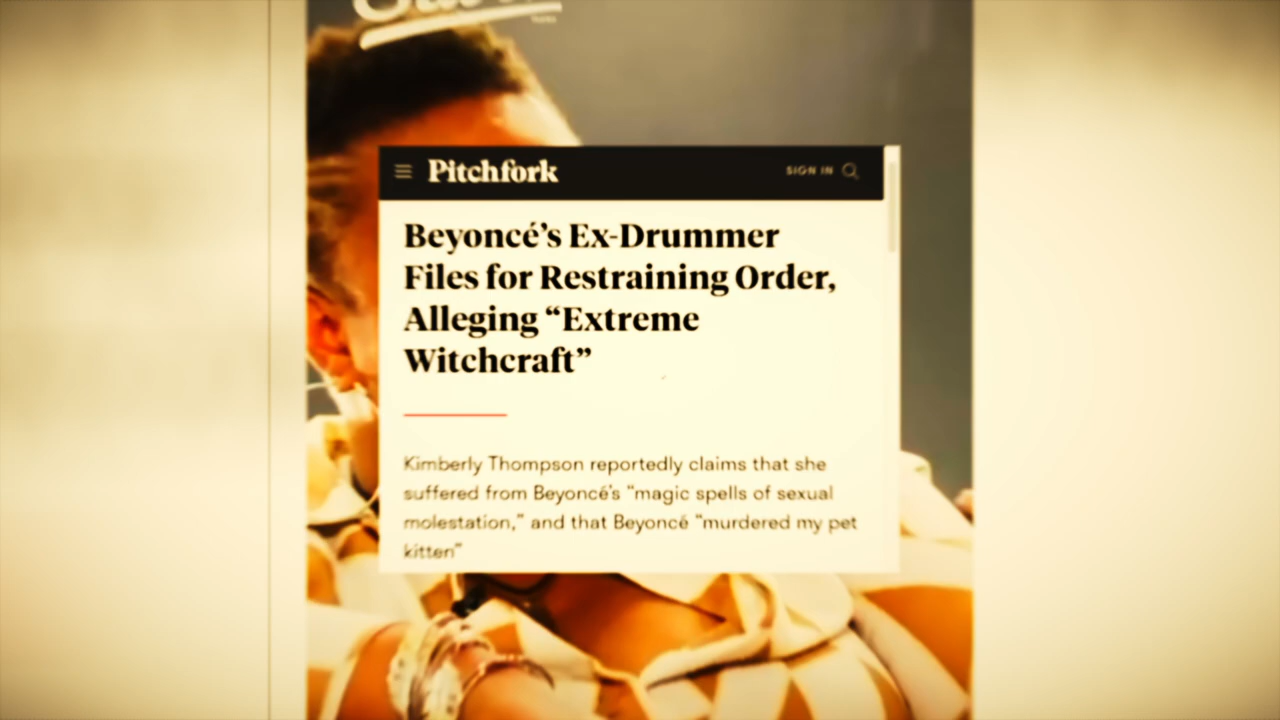 Pitchfork
SIGN IN
Beyoncé’s Ex-Drummer
Files for Restraining Order,
Alleging “Extreme
Witchcraft”
Kimberly Thompson reportedly claims that she
suffered from Beyoncé’s “magic spells of sexual
molestation,” and that Beyoncé “murdered my pet
kitten”